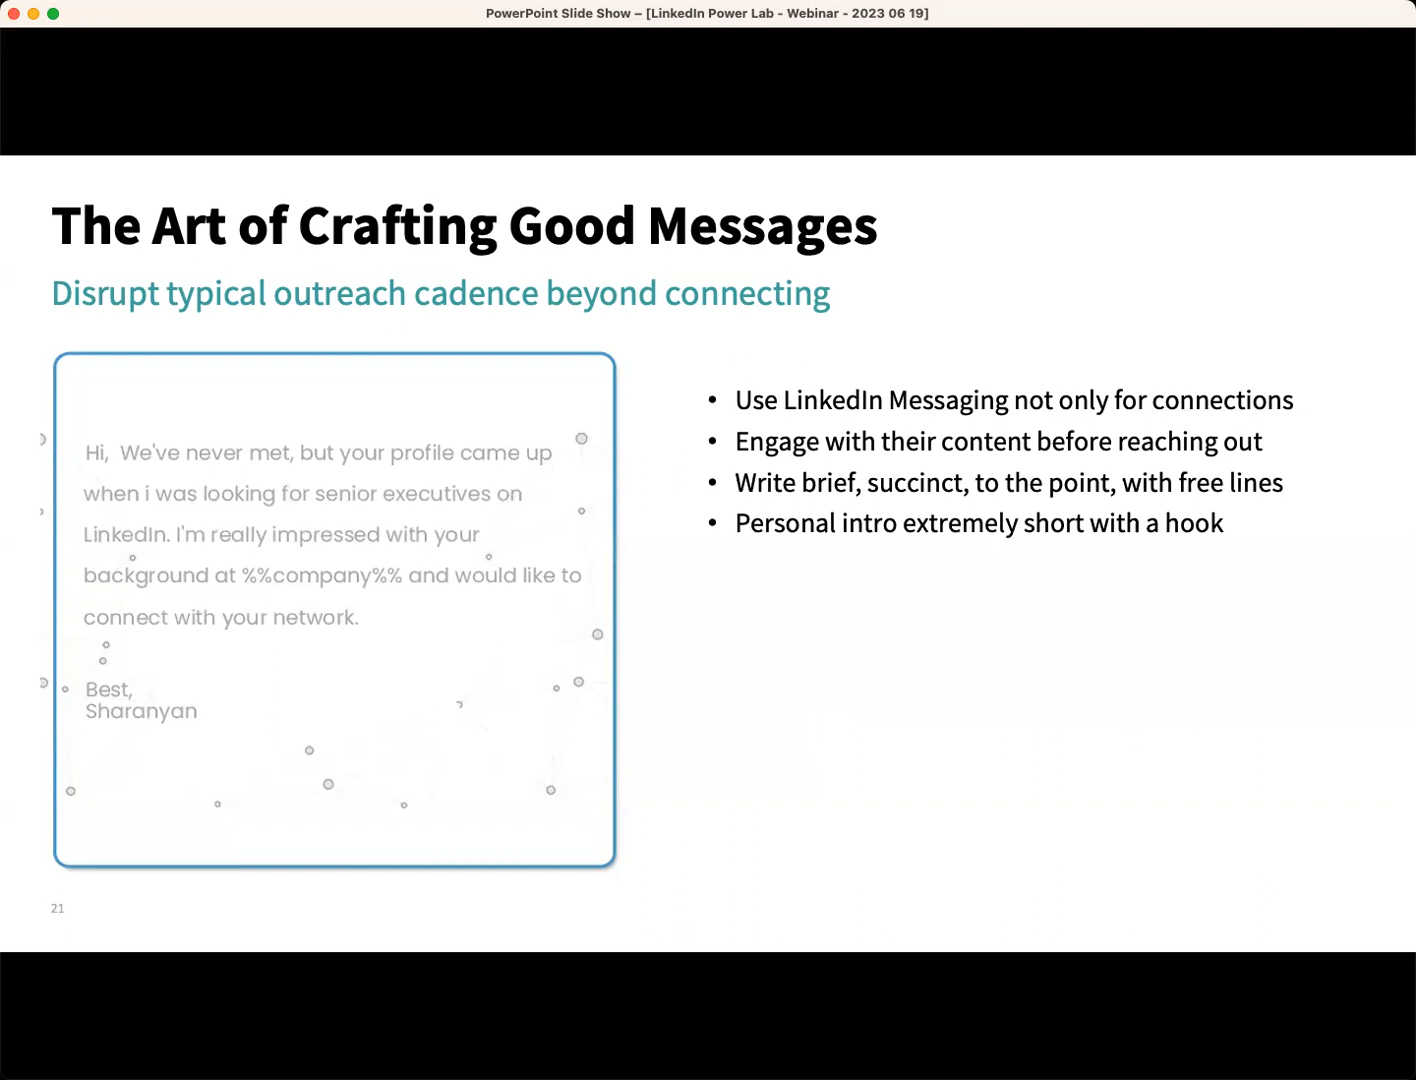 PowerPoint Slide Show – [LinkedIn Power Lab - Webinar - 2023 06 19]
The Art of Crafting Good Messages
Disrupt typical outreach cadence beyond connecting
Hi, We've never met, but your profile came up
when i was looking for senior executives on
LinkedIn. I'm really impressed with your
background at %%company%% and would like to
connect with your network.
Best,
Sharanyan
• Use LinkedIn Messaging not only for connections
• Engage with their content before reaching out
• Write brief, succinct, to the point, with free lines
• Personal intro extremely short with a hook
21